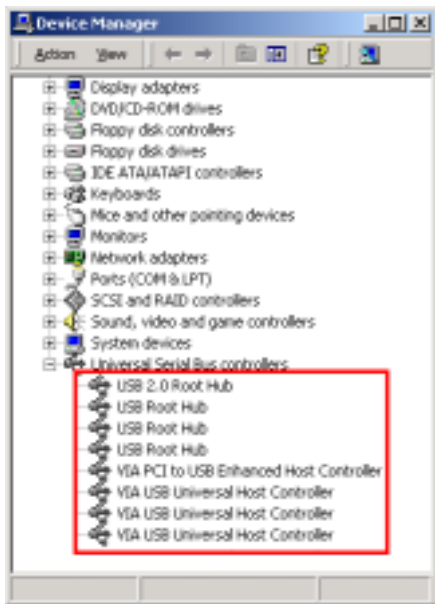 Device Manager
Action View
Display adapters
DVD/CD-ROM drives
Floppy disk controllers
Floppy disk drives
IDE ATA/ATAPI controllers
Keyboards
Mice and other pointing devices
Monitors
Network adapters
Ports (COM & LPT)
SCSI and RAID controllers
Sound, video and game controllers
System devices
Universal Serial Bus controllers
USB 2.0 Root Hub
USB Root Hub
USB Root Hub
USB Root Hub
VIA PCI to USB Enhanced Host Controller
VIA USB Universal Host Controller
VIA USB Universal Host Controller
VIA USB Universal Host Controller